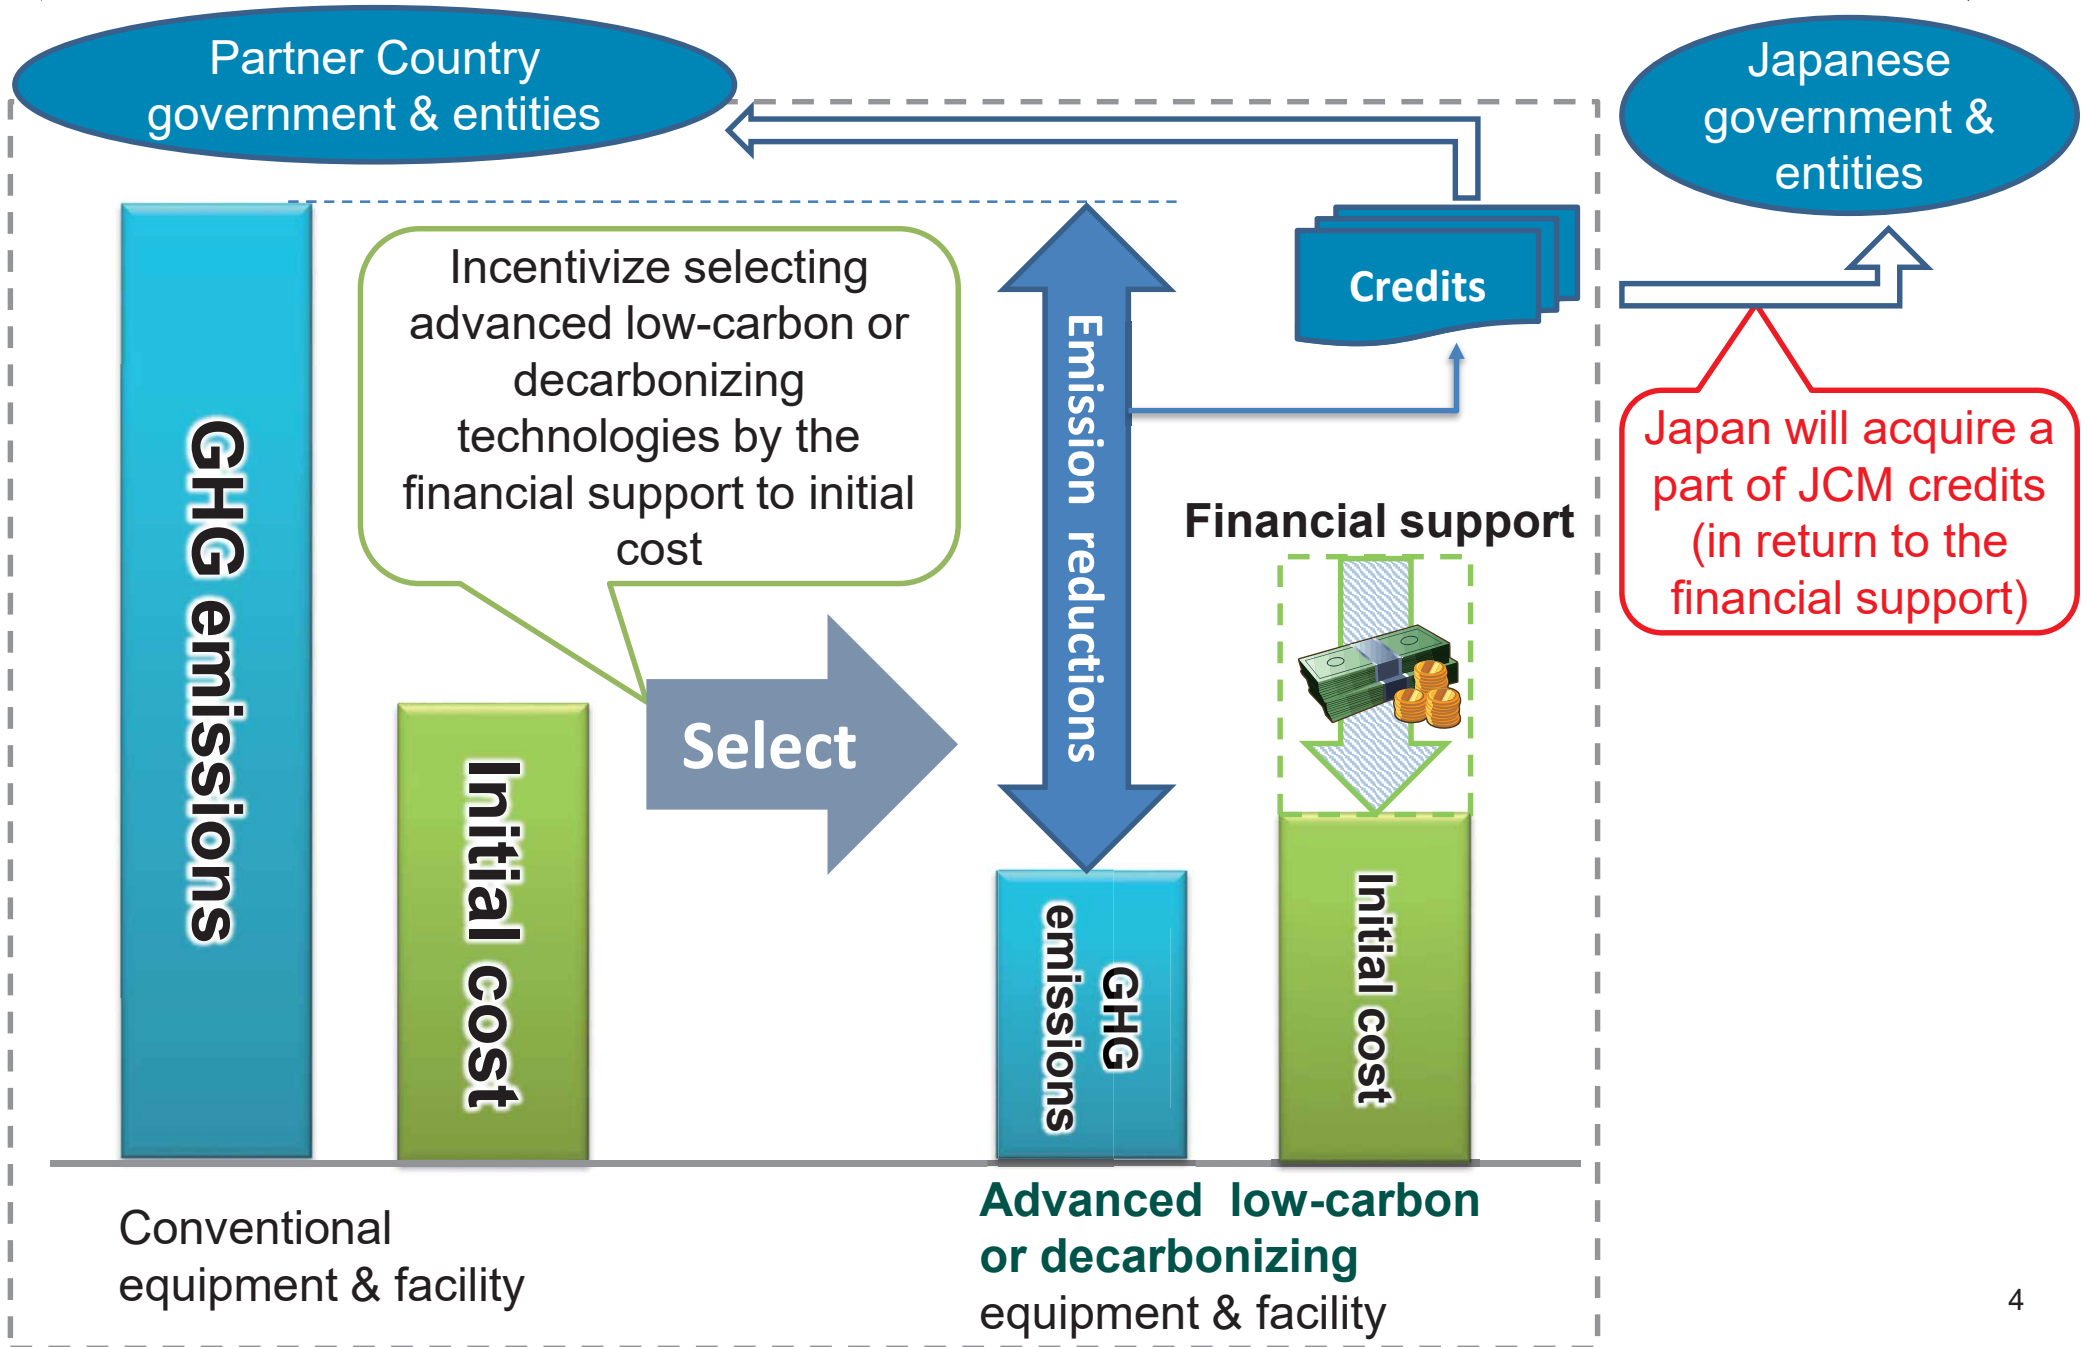 Partner Country
government & entities
Japanese
government &
entities
Incentivize selecting
advanced low-carbon or
decarbonizing
technologies by the
financial support to initial
cost
Credits
Emission reductions
Japan will acquire a
part of JCM credits
(in return to the
financial support)
Financial support
GHG emissions
Initial cost
Select
GHG
emissions
Initial cost
Conventional
equipment & facility
Advanced low-carbon
or decarbonizing
equipment & facility
4